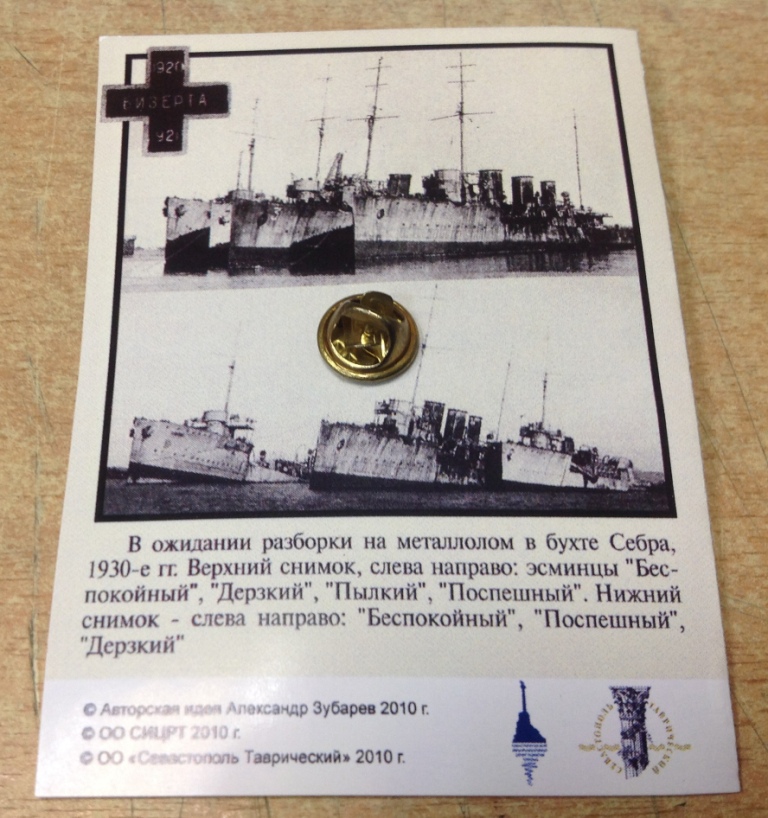 1920
БИЗЕРТА
В ожидании разборки на металлолом в бухте Себра,
1930-е гг. Верхний снимок, слева направо: эсминцы "Бес-
покойный", "Дерзкий", "Пылкий", "Поспешный". Нижний
снимок - слева направо: "Беспокойный", "Поспешный",
"Дерзкий"
© Авторская идея Александр Зубарев 2010 г.
© ОО СИЦРТ 2010 г.
© ОО «Севастополь Таврический» 2010 г.
СЕВАСТОПОЛЬ ТАВРИЧЕСКИЙ